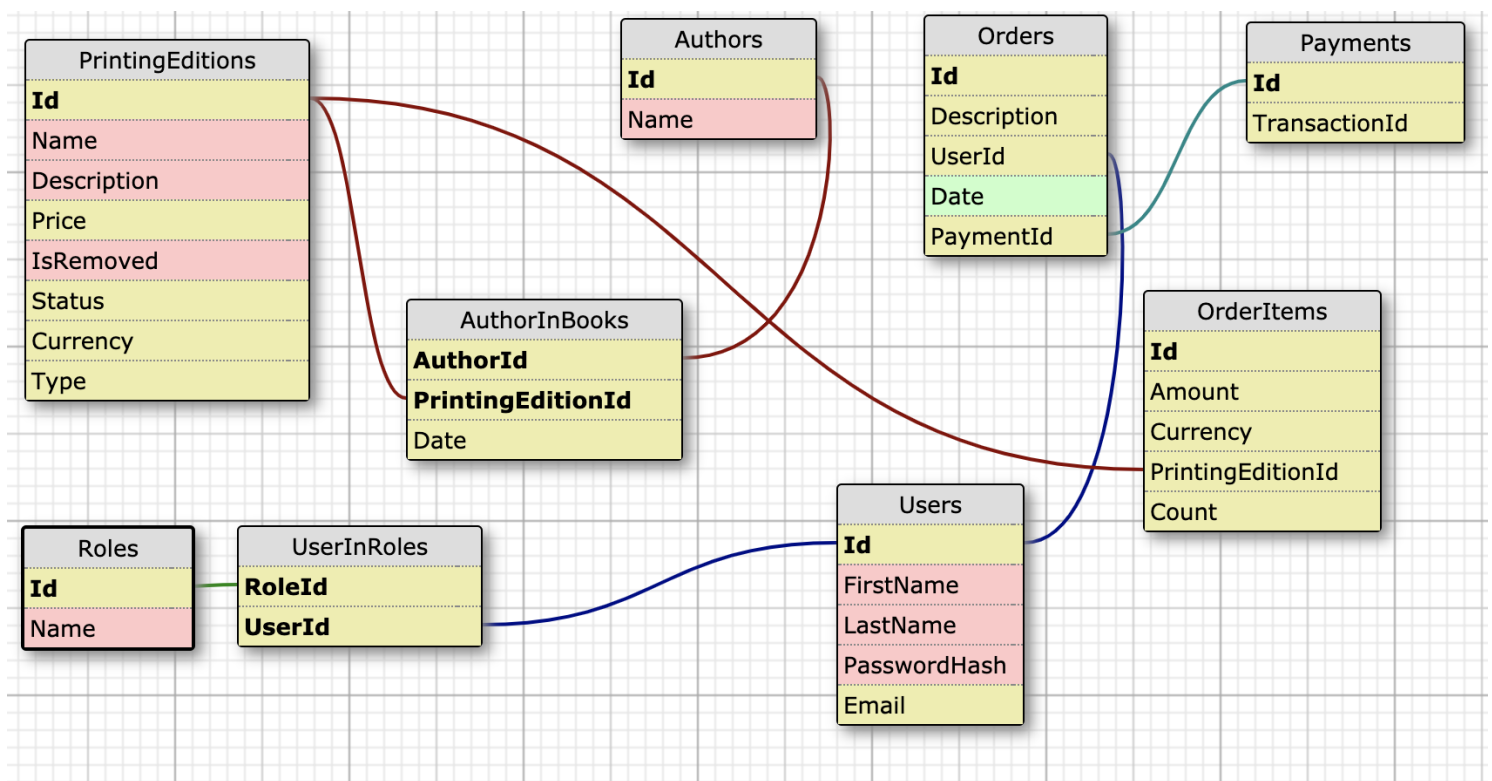 PrintingEditions
Id
Name
Description
Price
IsRemoved
Status
Currency
Type
Authors
Id
Name
Orders
Id
Description
UserId
Date
PaymentId
Payments
Id
TransactionId
AuthorInBooks
AuthorId
PrintingEditionId
Date
OrderItems
Id
Amount
Currency
PrintingEditionId
Count
Roles
Id
Name
UserInRoles
RoleId
UserId
Users
Id
FirstName
LastName
PasswordHash
Email